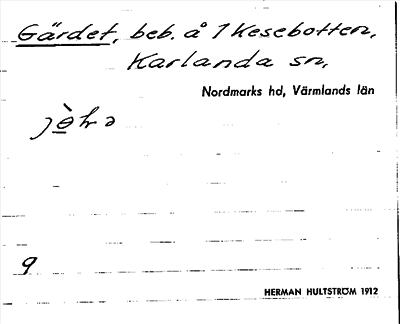 Gärdet, beb. å 1 Kesebotten,
Karlanda sn,
Nordmarks hd, Värmlands län
9
HERMAN HULTSTRÖM 1912